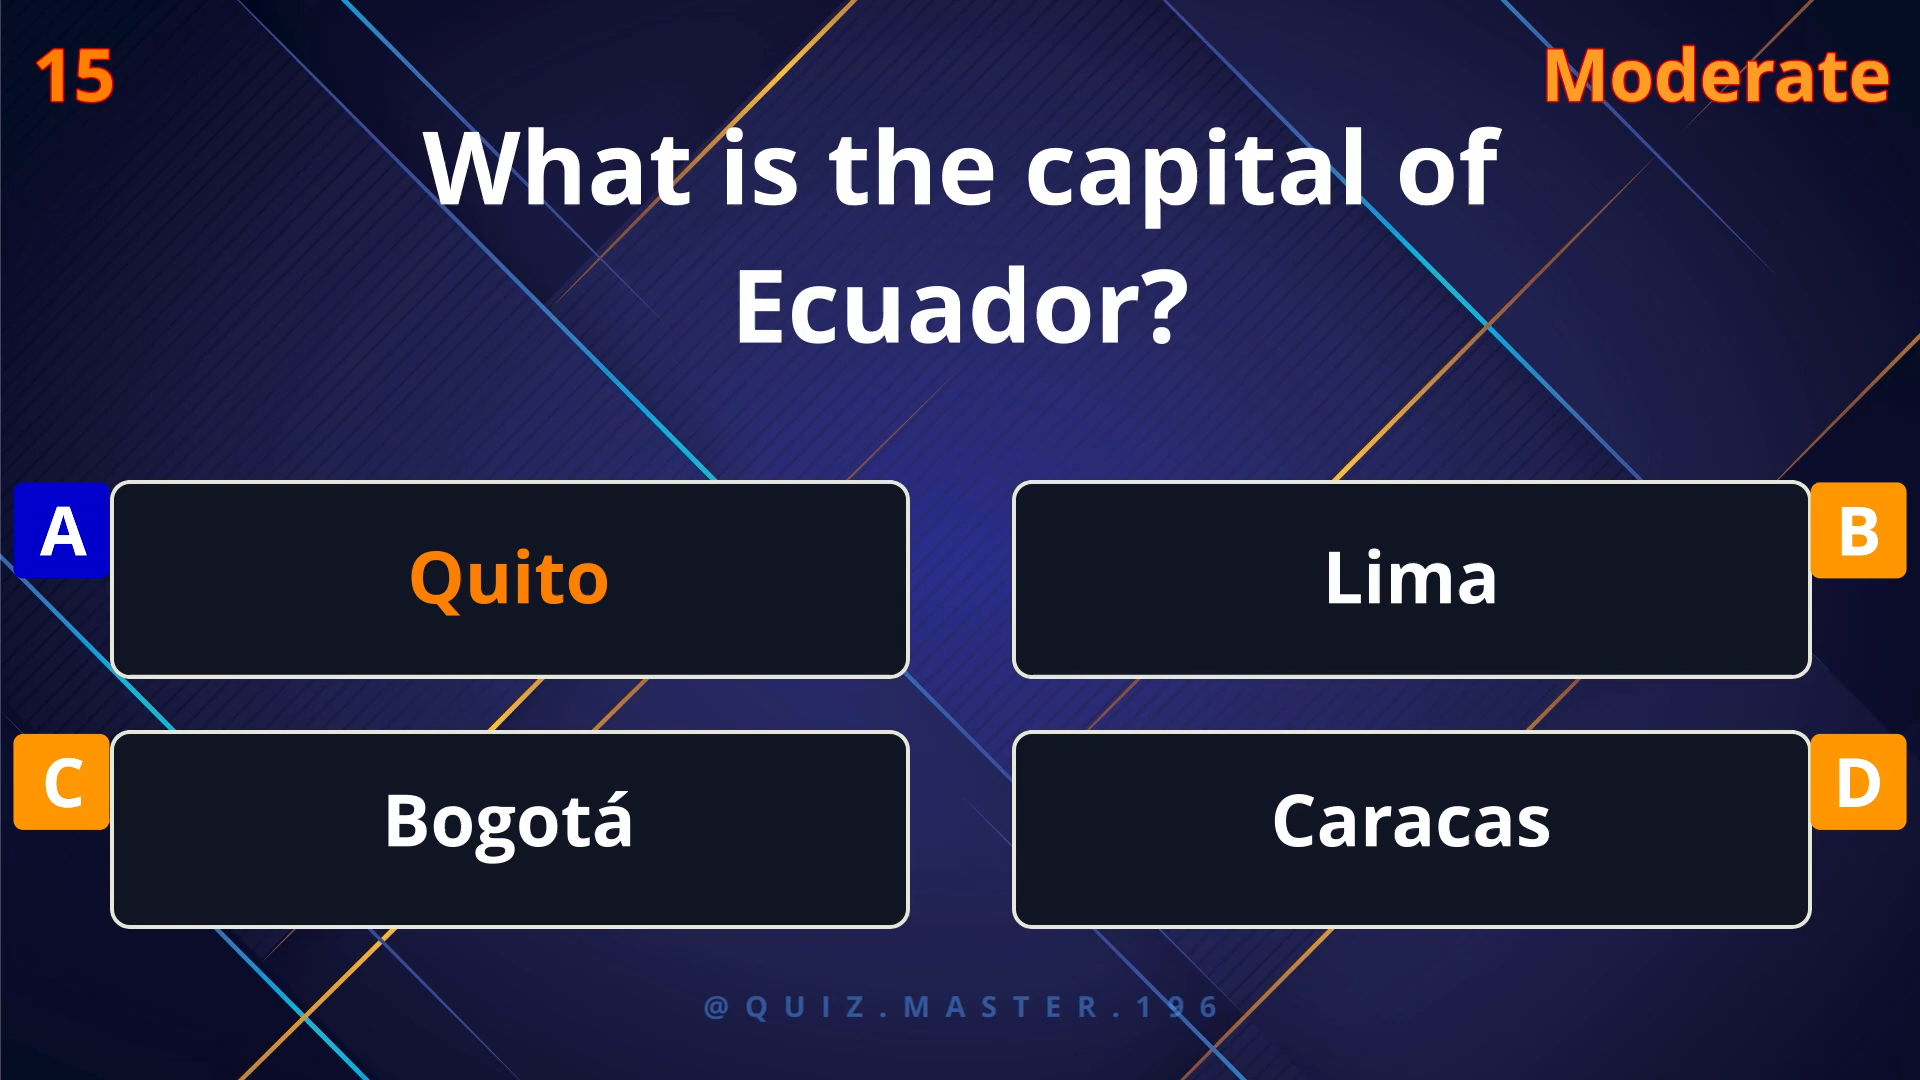 15
Moderate
What is the capital of
Ecuador?
A
Quito
Lima
B
C
Bogotá
Caracas
D
@QUIZ.MASTER.196